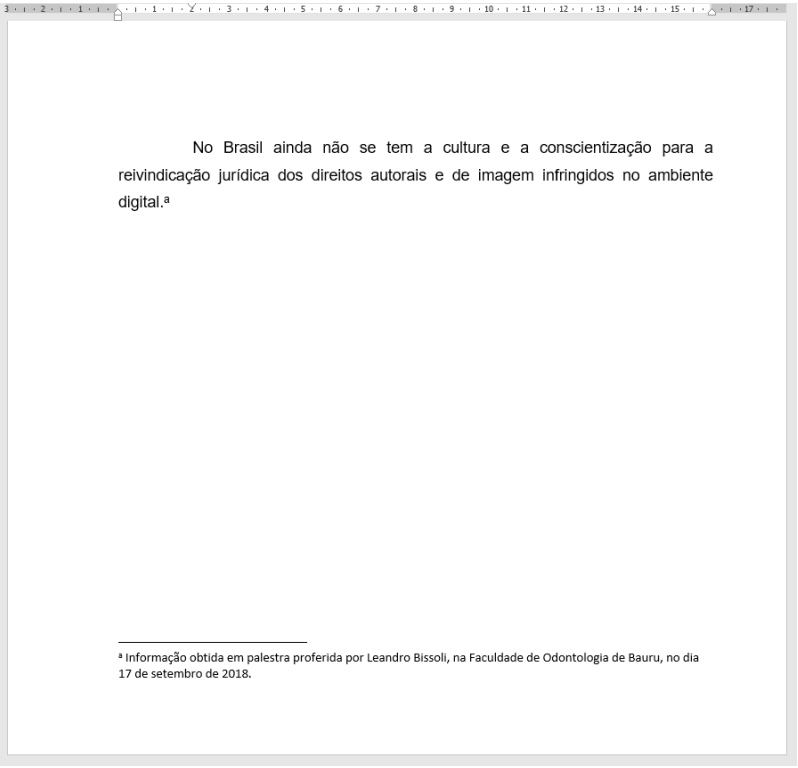 3 · 2 · 1 · 1 · 2 · 3 · 4 · 5 · 6 · 7 · 8 · 9 · 10 · 11 · 12 · 13 · 14 · 15 · 17
No Brasil ainda não se tem a cultura e a conscientização para a
reivindicação jurídica dos direitos autorais e de imagem infringidos no ambiente
digital.ª
ª Informação obtida em palestra proferida por Leandro Bissoli, na Faculdade de Odontologia de Bauru, no dia
17 de setembro de 2018.